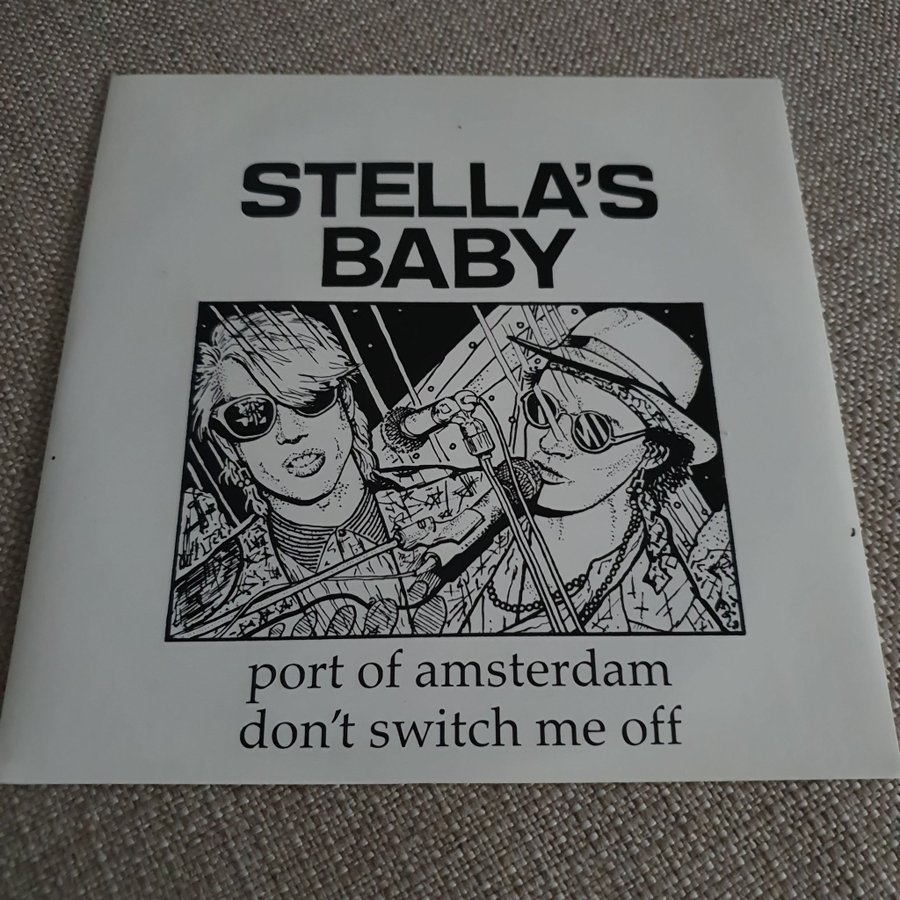 STELLA'S
BABY
port of amsterdam
don't switch me off